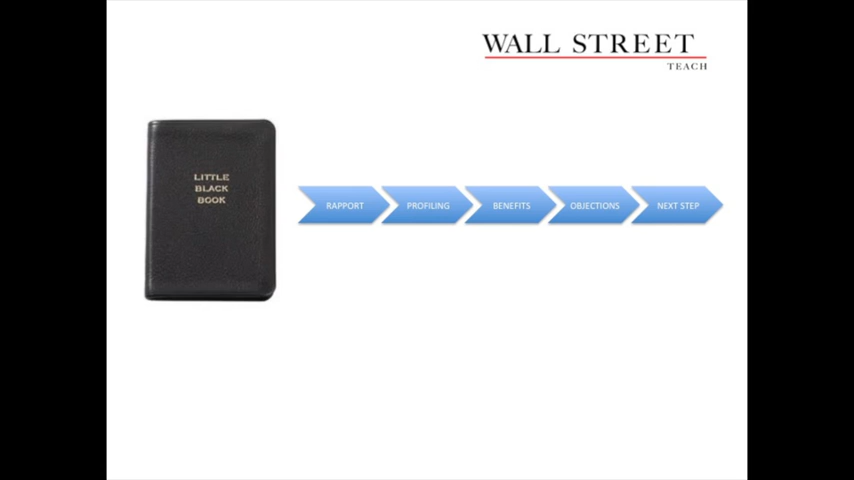 WALL STREET
TEACH
LITTLE
BLACK
BOOK
RAPPORT
PROFILING
BENEFITS
OBJECTIONS
NEXT STEP